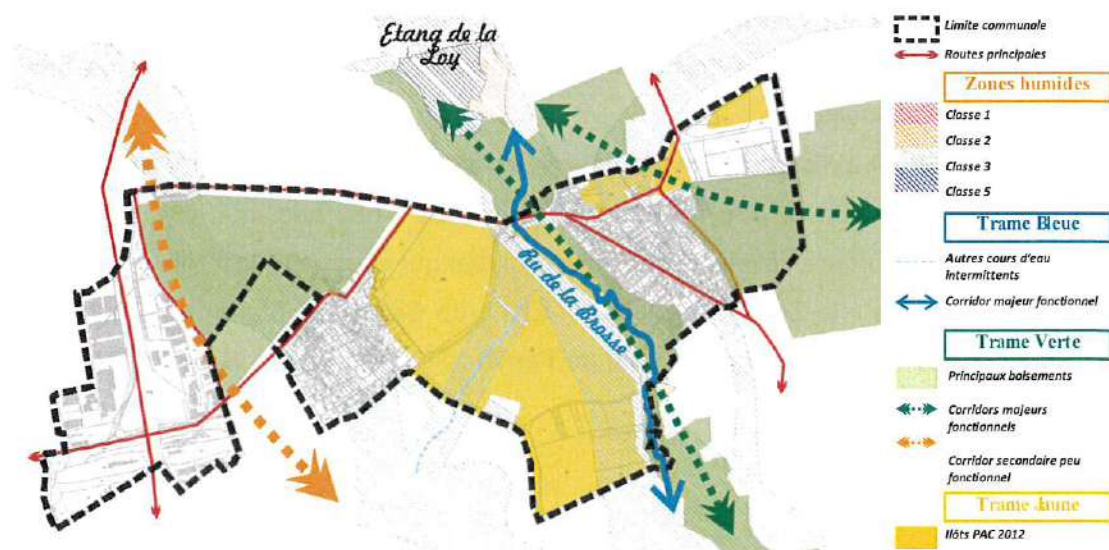 Etang de la
Loy
Ru de la Brosse
Limite communale
Routes principales
Zones humides
Classe 1
Classe 2
Classe 3
Classe 5
Trame Bleue
Autres cours d'eau
intermittents
Corridor majeur fonctionnel
Trame Verte
Principaux boisements
Corridors majeurs
fonctionnels
Corridor secondaire peu
fonctionnel
Trame Jaune
Ilôts PAC 2012